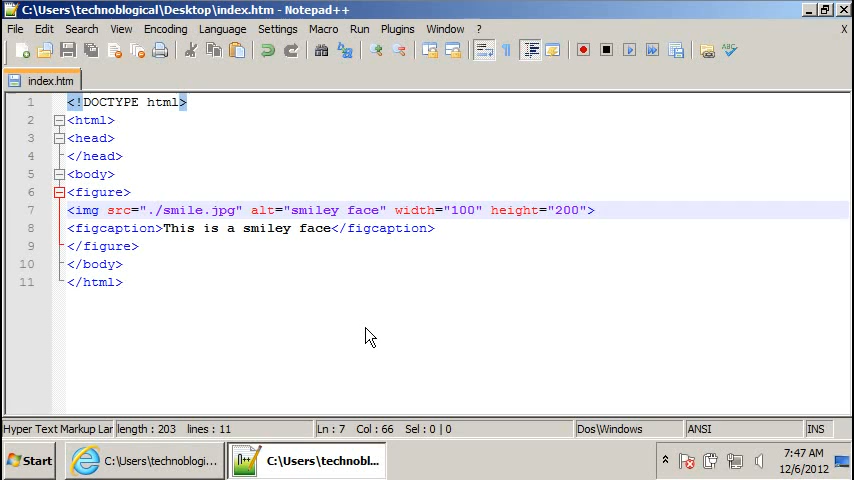 C:\Users\technoblogical\Desktop\index.htm - Notepad++
File Edit Search View Encoding Language Settings Macro Run Plugins Window ? X
index.htm
1 <!DOCTYPE html>
2 <html>
3 <head>
4 </head>
5 <body>
6 <figure>
7 <img src="./smile.jpg" alt="smiley face" width="100" height="200">
8 <figcaption>This is a smiley face</figcaption>
9 </figure>
10 </body>
11 </html>
Hyper Text Markup Lar length : 203 lines : 11 Ln : 7 Col : 66 Sel : 0 | 0 Dos\Windows ANSI INS
Start C:\Users\technoblogi... C:\Users\technobl... 7:47 AM
12/6/2012